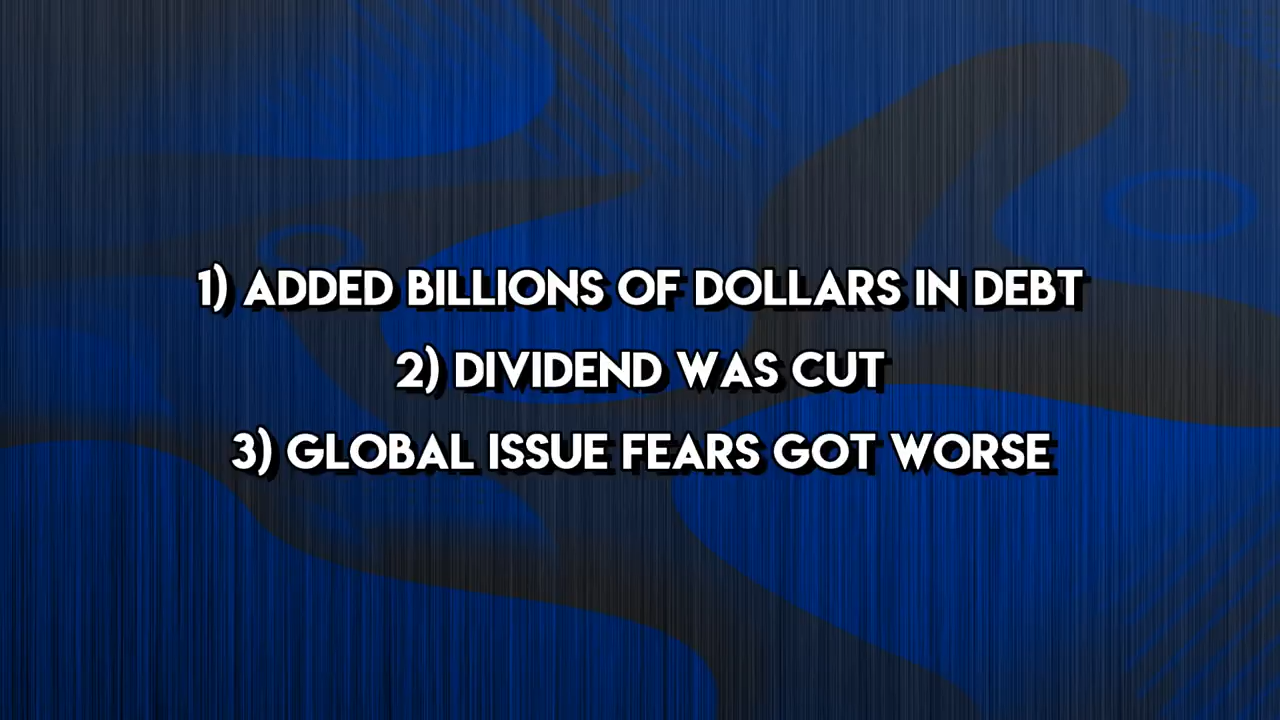 1) ADDED BILLIONS OF DOLLARS IN DEBT
2) DIVIDEND WAS CUT
3) GLOBAL ISSUE FEARS GOT WORSE